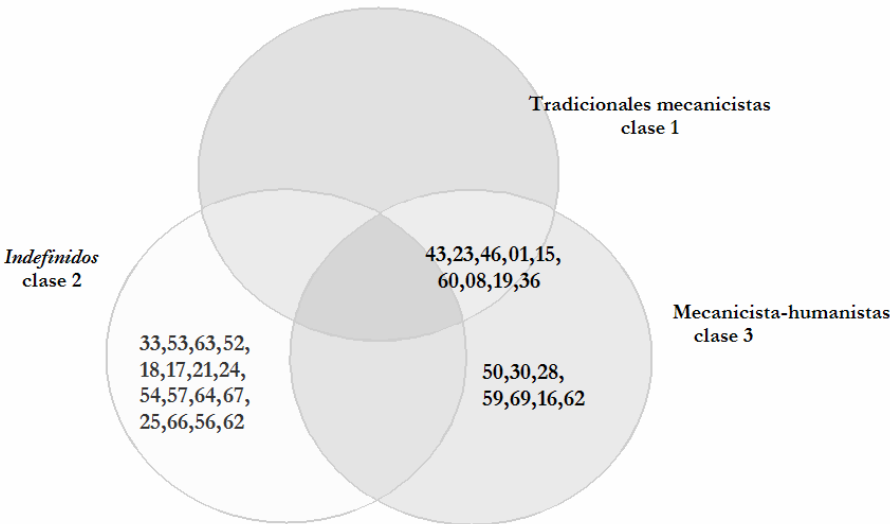 Tradicionales mecanicistas
clase 1
Indefinidos
clase 2
43,23,46,01,15,
60,08,19,36
Mecanicista-humanistas
clase 3
33,53,63,52,
18,17,21,24,
54,57,64,67,
25,66,56,62
50,30,28,
59,69,16,62